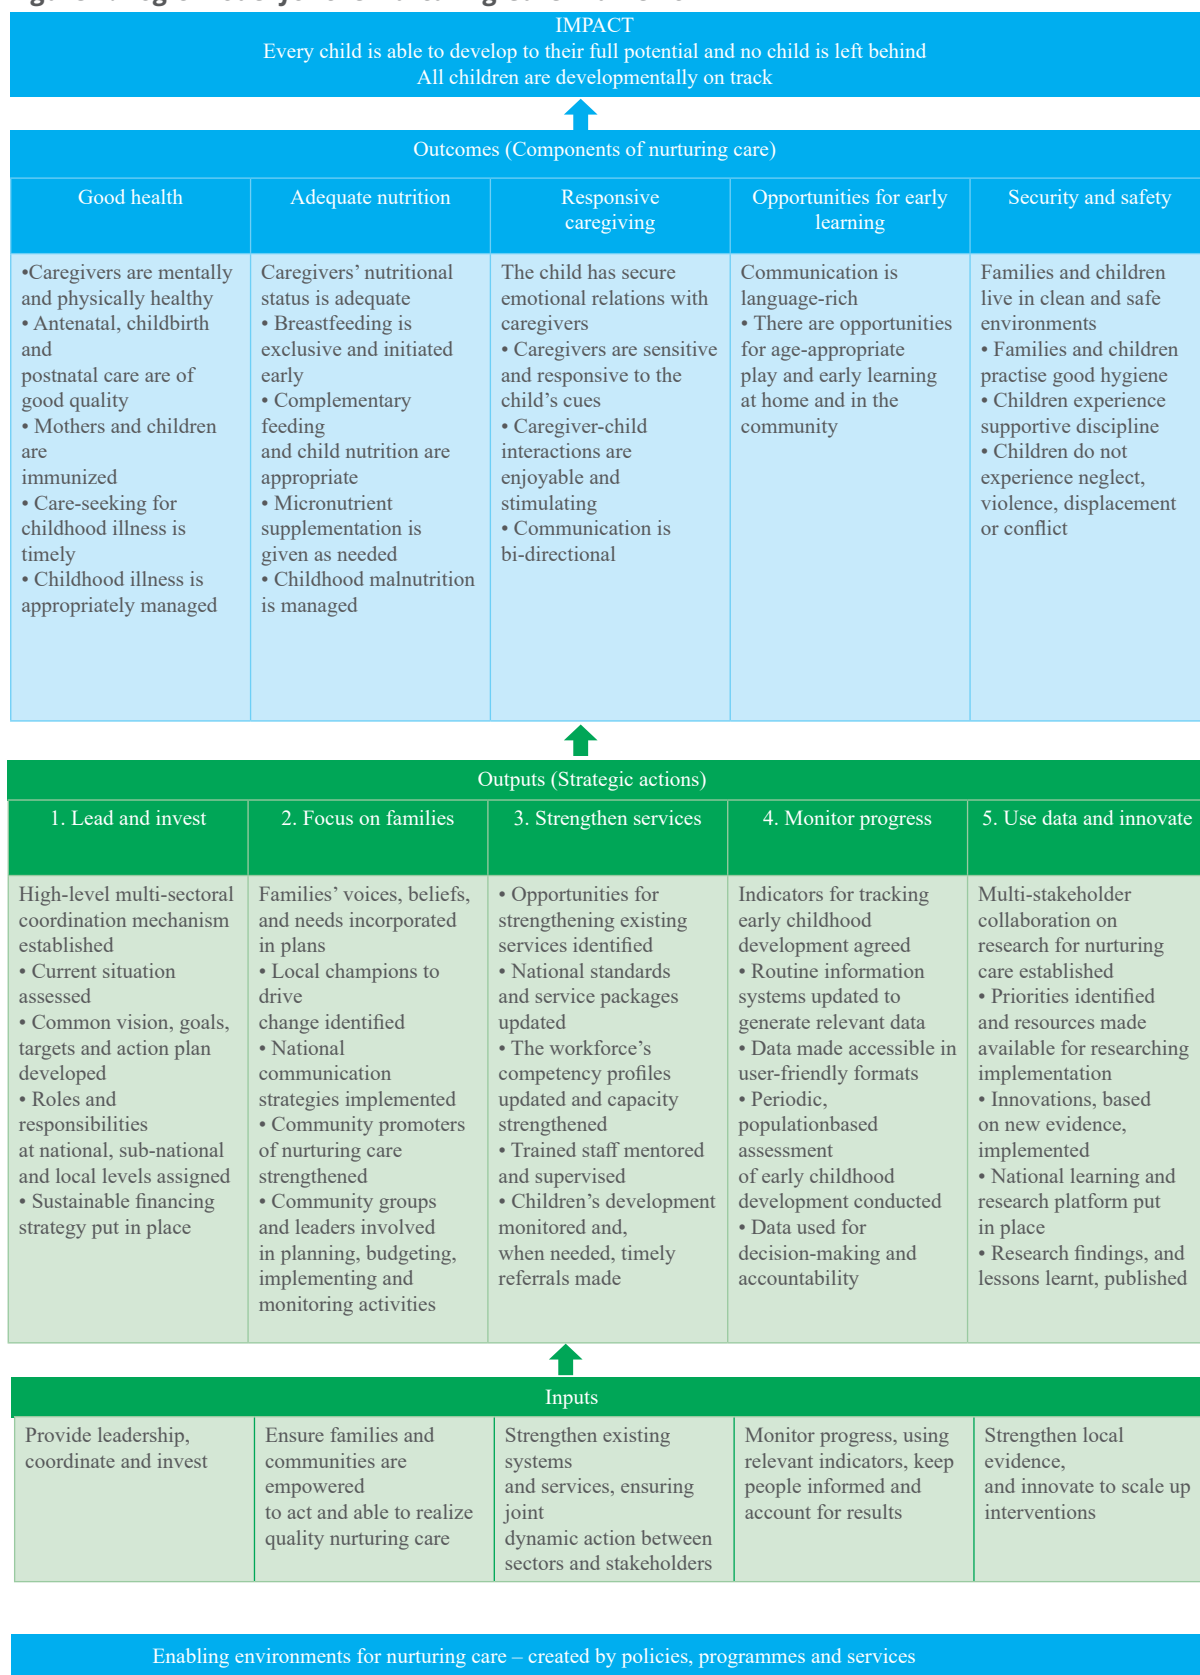 IMPACT
Every child is able to develop to their full potential and no child is left behind
All children are developmentally on track
Outcomes (Components of nurturing care)
Good health
Adequate nutrition
Responsive
caregiving
Opportunities for early
learning
Security and safety
•Caregivers are mentally
and physically healthy
• Antenatal, childbirth
and
postnatal care are of
good quality
• Mothers and children
are
immunized
• Care-seeking for
childhood illness is
timely
• Childhood illness is
appropriately managed
Caregivers’ nutritional
status is adequate
• Breastfeeding is
exclusive and initiated
early
• Complementary
feeding
and child nutrition are
appropriate
• Micronutrient
supplementation is
given as needed
• Childhood malnutrition
is managed
The child has secure
emotional relations with
caregivers
• Caregivers are sensitive
and responsive to the
child’s cues
• Caregiver-child
interactions are
enjoyable and
stimulating
• Communication is
bi-directional
Communication is
language-rich
• There are opportunities
for age-appropriate
play and early learning
at home and in the
community
Families and children
live in clean and safe
environments
• Families and children
practise good hygiene
• Children experience
supportive discipline
• Children do not
experience neglect,
violence, displacement
or conflict
Outputs (Strategic actions)
1. Lead and invest
2. Focus on families
3. Strengthen services
4. Monitor progress
5. Use data and innovate
High-level multi-sectoral
coordination mechanism
established
• Current situation
assessed
• Common vision, goals,
targets and action plan
developed
• Roles and
responsibilities
at national, sub-national
and local levels assigned
• Sustainable financing
strategy put in place
Families’ voices, beliefs,
and needs incorporated
in plans
• Local champions to
drive
change identified
• National
communication
strategies implemented
• Community promoters
of nurturing care
strengthened
• Community groups
and leaders involved
in planning, budgeting,
implementing and
monitoring activities
• Opportunities for
strengthening existing
services identified
• National standards
and service packages
updated
• The workforce’s
competency profiles
updated and capacity
strengthened
• Trained staff mentored
and supervised
• Children’s development
monitored and,
when needed, timely
referrals made
Indicators for tracking
early childhood
development agreed
• Routine information
systems updated to
generate relevant data
• Data made accessible in
user-friendly formats
• Periodic,
populationbased
assessment
of early childhood
development conducted
• Data used for
decision-making and
accountability
Multi-stakeholder
collaboration on
research for nurturing
care established
• Priorities identified
and resources made
available for researching
implementation
• Innovations, based
on new evidence,
implemented
• National learning and
research platform put
in place
• Research findings, and
lessons learnt, published
Inputs
Provide leadership,
coordinate and invest
Ensure families and
communities are
empowered
to act and able to realize
quality nurturing care
Strengthen existing
systems
and services, ensuring
joint
dynamic action between
sectors and stakeholders
Monitor progress, using
relevant indicators, keep
people informed and
account for results
Strengthen local
evidence,
and innovate to scale up
interventions
Enabling environments for nurturing care – created by policies, programmes and services